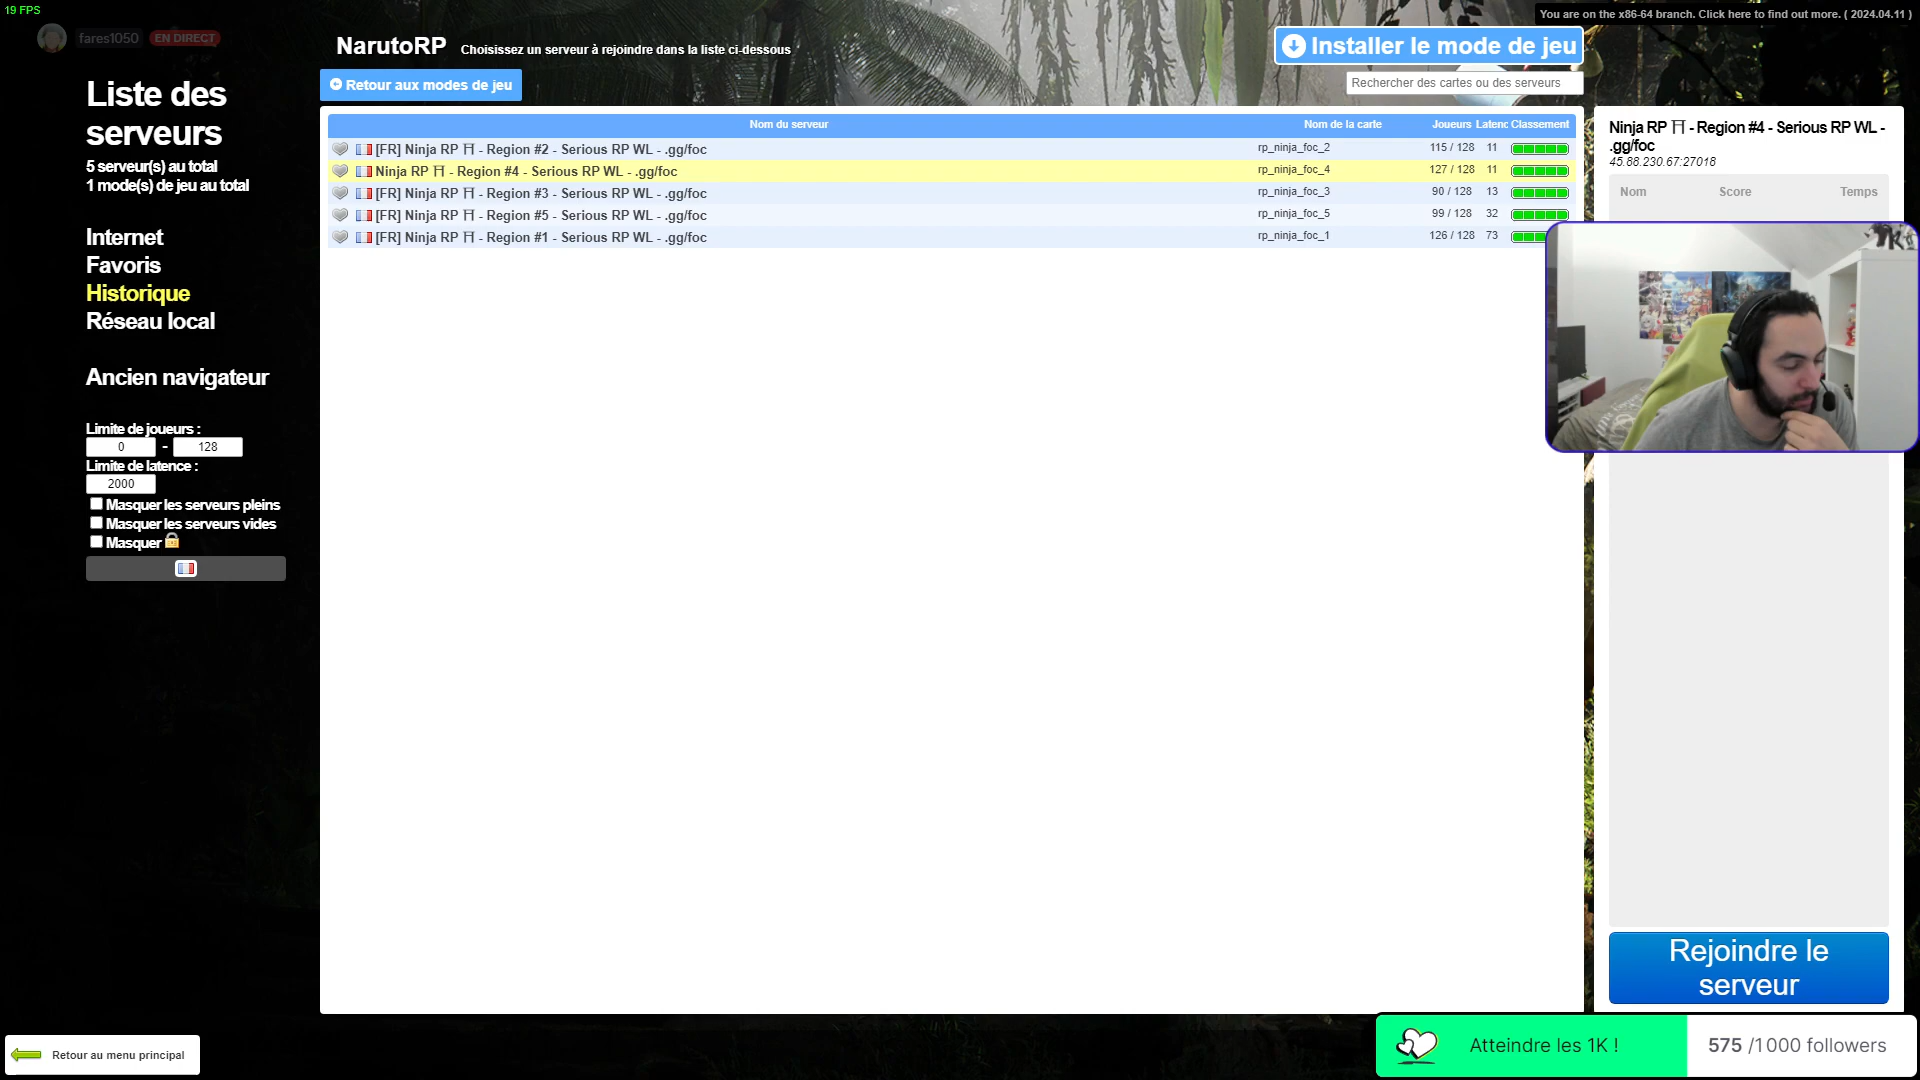 19 FPS
You are on the x86-64 branch. Click here to find out more. ( 2024.04.11 )
fares1050 EN DIRECT
NarutoRP Choisissez un serveur à rejoindre dans la liste ci-dessous
Installer le mode de jeu
Retour aux modes de jeu
Rechercher des cartes ou des serveurs
Liste des
serveurs
5 serveur(s) au total
1 mode(s) de jeu au total
Internet
Favoris
Historique
Réseau local
Ancien navigateur
Limite de joueurs :
0 - 128
Limite de latence :
2000
Masquer les serveurs pleins
Masquer les serveurs vides
Masquer
Nom du serveur Nom de la carte Joueurs Latenc Classement
[FR] Ninja RP ⛩ - Region #2 - Serious RP WL - .gg/foc rp_ninja_foc_2 115 / 128 11
Ninja RP ⛩ - Region #4 - Serious RP WL - .gg/foc rp_ninja_foc_4 127 / 128 11
[FR] Ninja RP ⛩ - Region #3 - Serious RP WL - .gg/foc rp_ninja_foc_3 90 / 128 13
[FR] Ninja RP ⛩ - Region #5 - Serious RP WL - .gg/foc rp_ninja_foc_5 99 / 128 32
[FR] Ninja RP ⛩ - Region #1 - Serious RP WL - .gg/foc rp_ninja_foc_1 126 / 128 73
Ninja RP ⛩ - Region #4 - Serious RP WL -
.gg/foc
45.88.230.67:27018
Nom Score Temps
Rejoindre le
serveur
Retour au menu principal
Atteindre les 1K !
575 /1000 followers